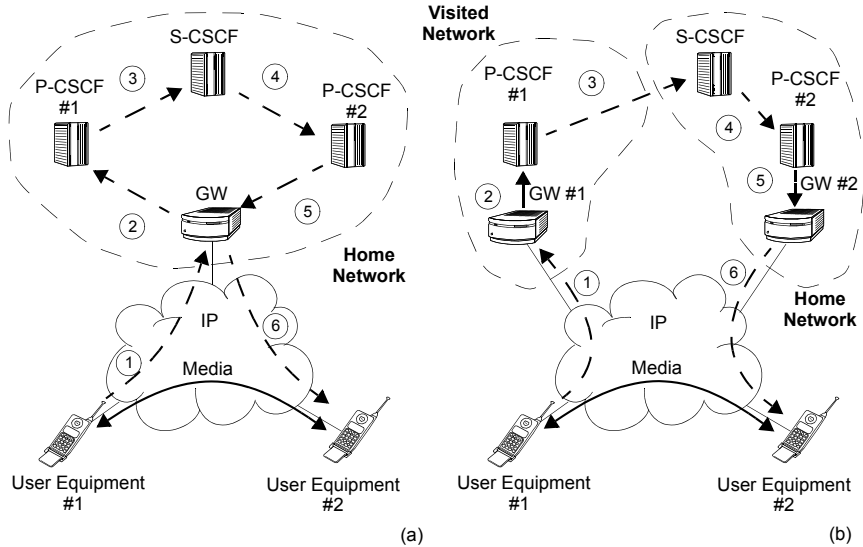 S-CSCF
3
4
P-CSCF
#1
P-CSCF
#2
GW
2
5
Home
Network
IP
6
1
Media
User Equipment
#1
User Equipment
#2
(a)
Visited
Network
S-CSCF
P-CSCF
#1
3
P-CSCF
#2
4
2
GW #1
5
GW #2
1
6
Home
Network
IP
Media
User Equipment
#1
User Equipment
#2
(b)